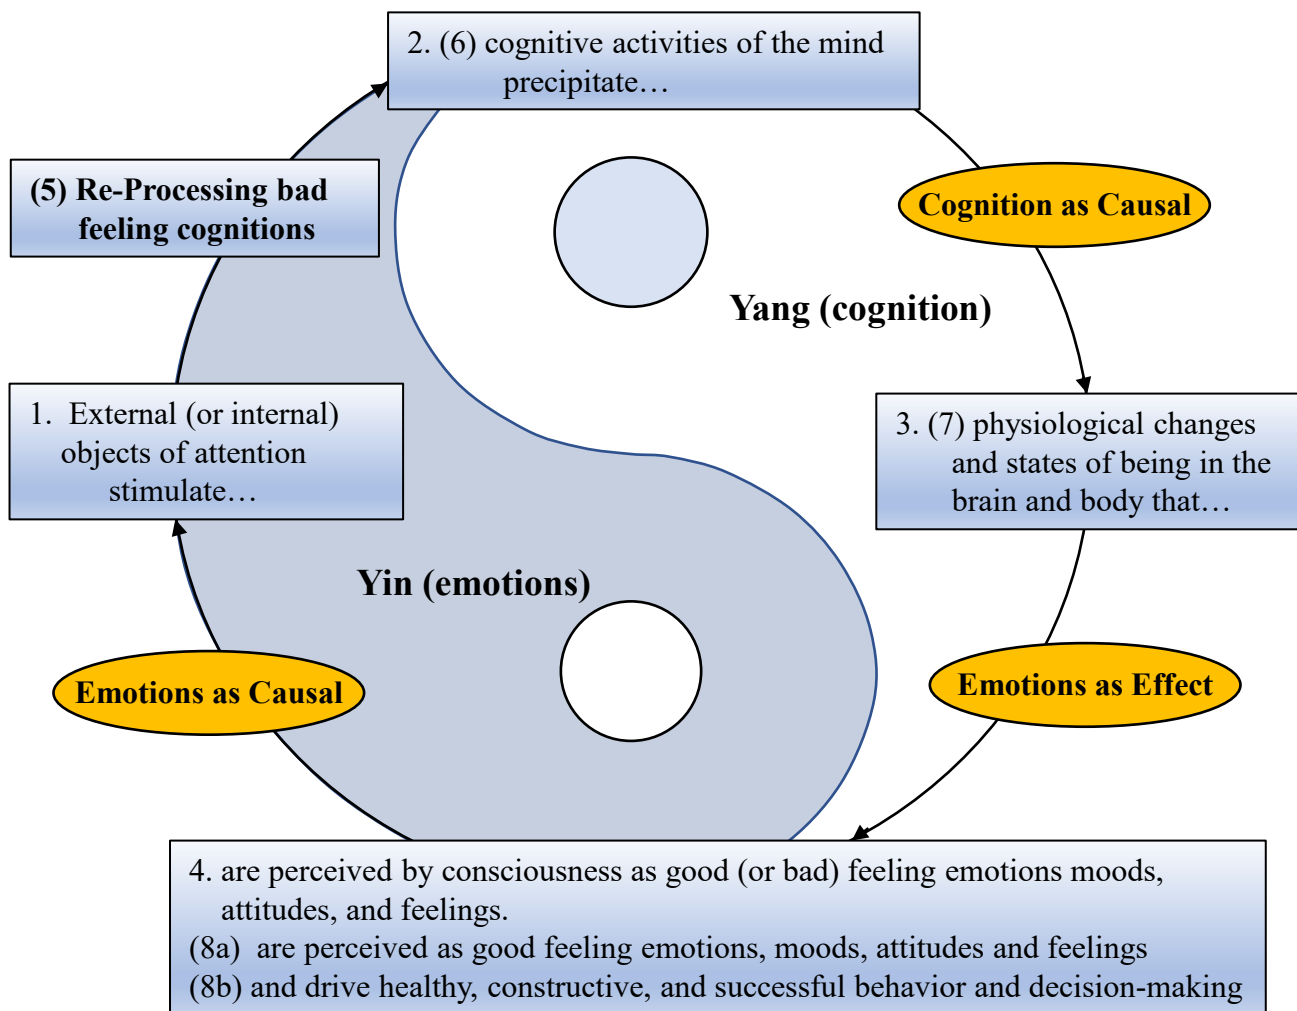 2. (6) cognitive activities of the mind
precipitate…
(5) Re-Processing bad
feeling cognitions
Cognition as Causal
Yang (cognition)
1. External (or internal)
objects of attention
stimulate…
3. (7) physiological changes
and states of being in the
brain and body that…
Yin (emotions)
Emotions as Causal
Emotions as Effect
4. are perceived by consciousness as good (or bad) feeling emotions moods,
attitudes, and feelings.
(8a) are perceived as good feeling emotions, moods, attitudes and feelings
(8b) and drive healthy, constructive, and successful behavior and decision-making